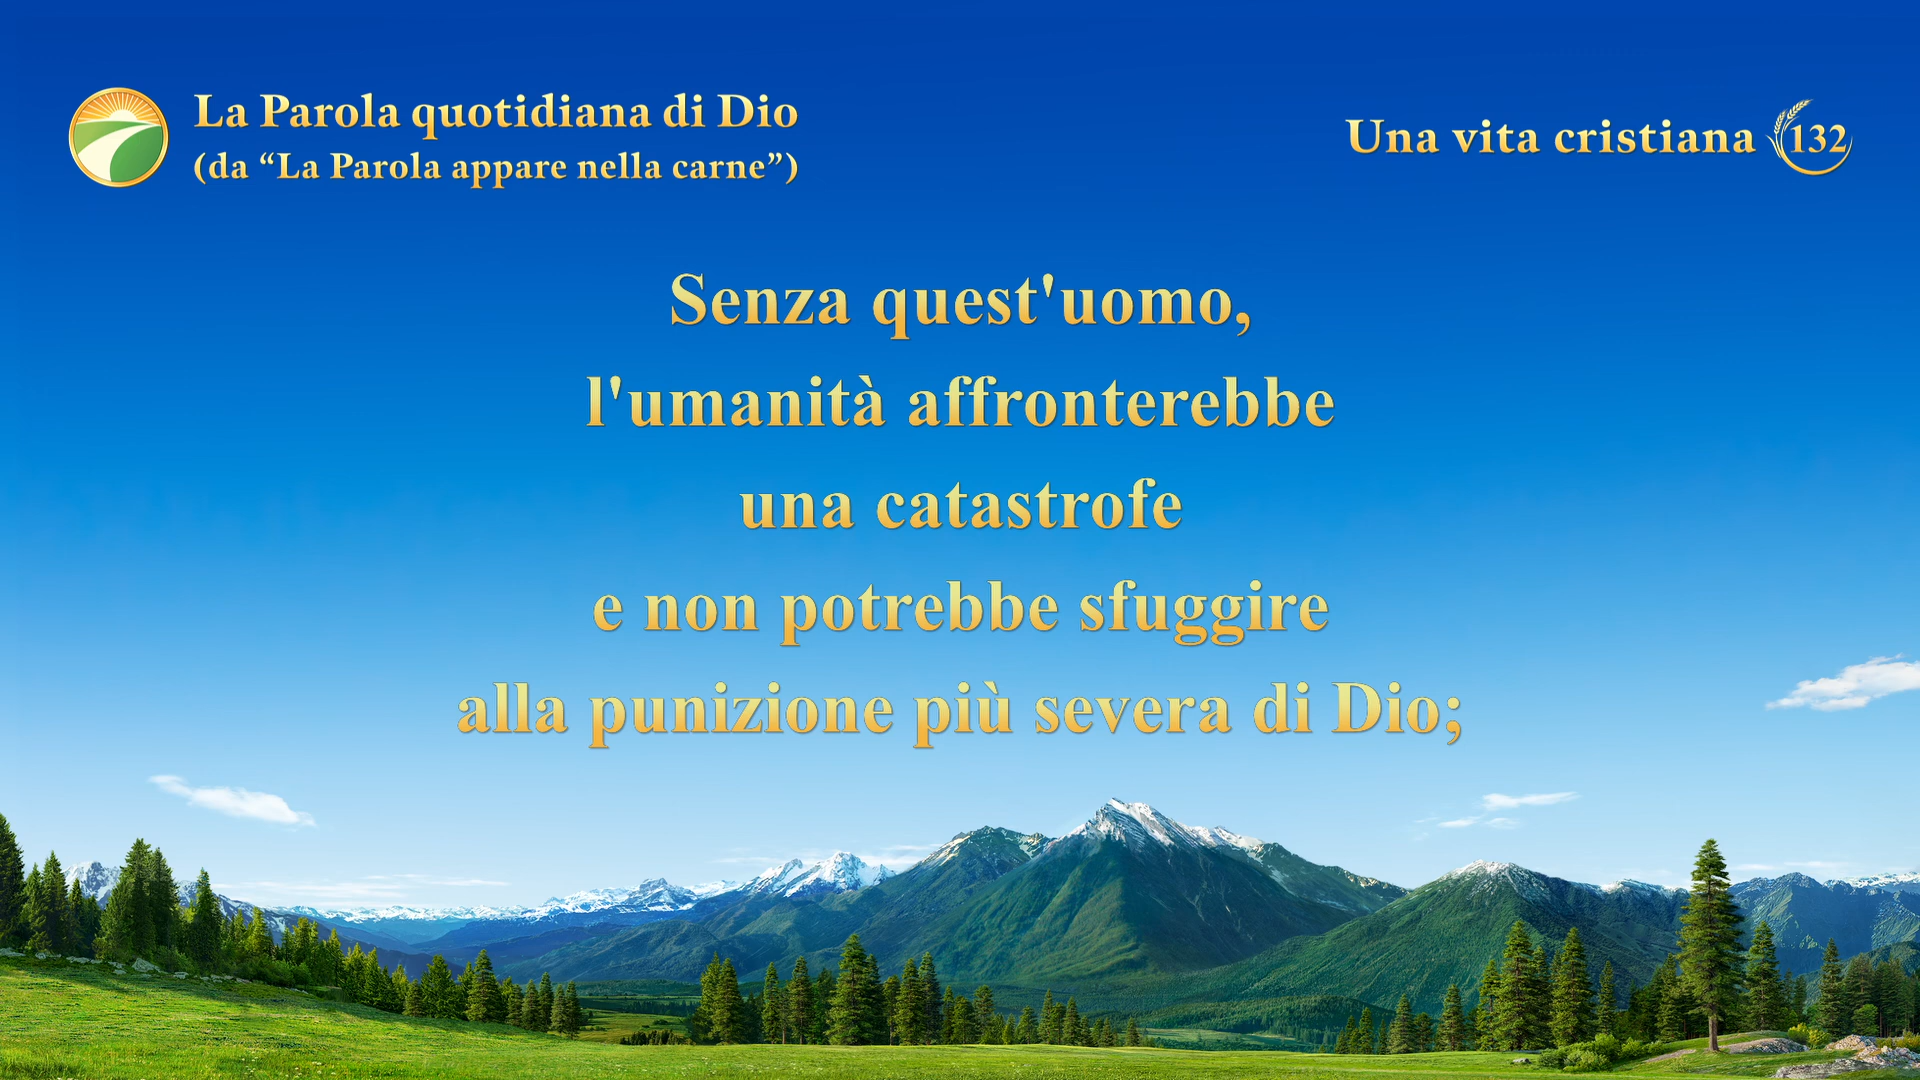 La Parola quotidiana di Dio
(da “La Parola appare nella carne”)
Una vita cristiana 132
Senza quest'uomo,
l'umanità affronterebbe
una catastrofe
e non potrebbe sfuggire
alla punizione più severa di Dio;